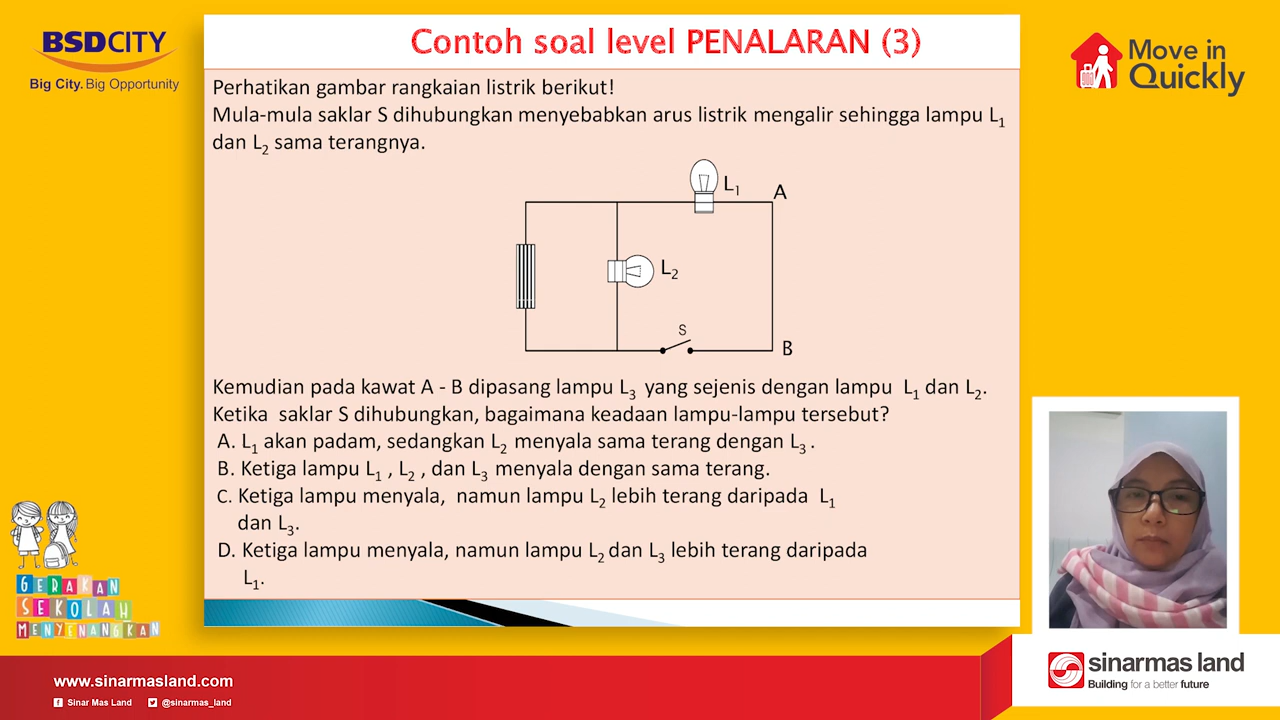 BSDCITY
Big City. Big Opportunity
Contoh soal level PENALARAN (3)
Move in
Quickly
Perhatikan gambar rangkaian listrik berikut!
Mula-mula saklar S dihubungkan menyebabkan arus listrik mengalir sehingga lampu L1
dan L2 sama terangnya.
L1
A
L2
S
B
Kemudian pada kawat A - B dipasang lampu L3 yang sejenis dengan lampu L1 dan L2.
Ketika saklar S dihubungkan, bagaimana keadaan lampu-lampu tersebut?
A. L1 akan padam, sedangkan L2 menyala sama terang dengan L3 .
B. Ketiga lampu L1 , L2 , dan L3 menyala dengan sama terang.
C. Ketiga lampu menyala, namun lampu L2 lebih terang daripada L1
dan L3.
D. Ketiga lampu menyala, namun lampu L2 dan L3 lebih terang daripada
L1.
GERAKAN
SEKOLAH
MENYENANGKAN
www.sinarmasland.com
Sinar Mas Land
@sinarmas_land
sinarmas land
Building for a better future